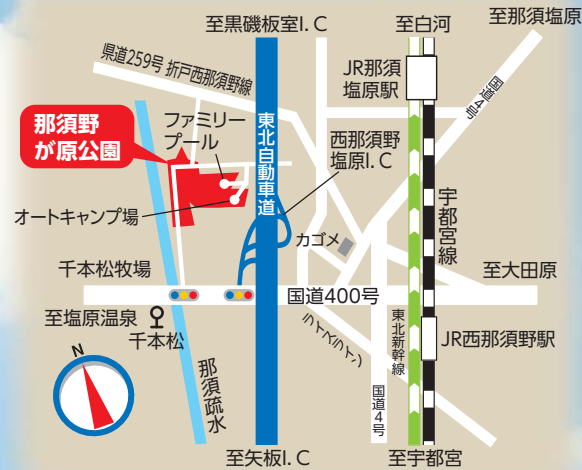 至黒磯板室I.C
至白河
至那須塩原
県道259号 折戸西那須野線
JR那須
塩原駅
国道4号
那須野
が原公園
ファミリー
プール
東北自動車道
西那須野
塩原I.C
宇都宮線
オートキャンプ場
カゴメ
千本松牧場
至大田原
国道400号
至塩原温泉
千本松
ライスライン
東北新幹線
JR西那須野駅
N
那須疏水
国道4号
至矢板I.C
至宇都宮